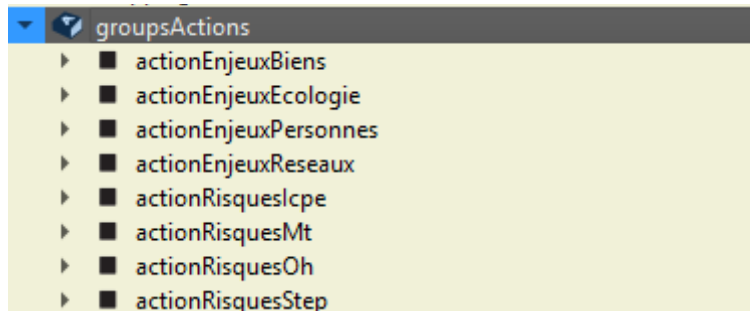 groupsActions
actionEnjeuxBiens
actionEnjeuxEcologie
actionEnjeuxPersonnes
actionEnjeuxReseaux
actionRisquesIcpe
actionRisquesMt
actionRisquesOh
actionRisquesStep